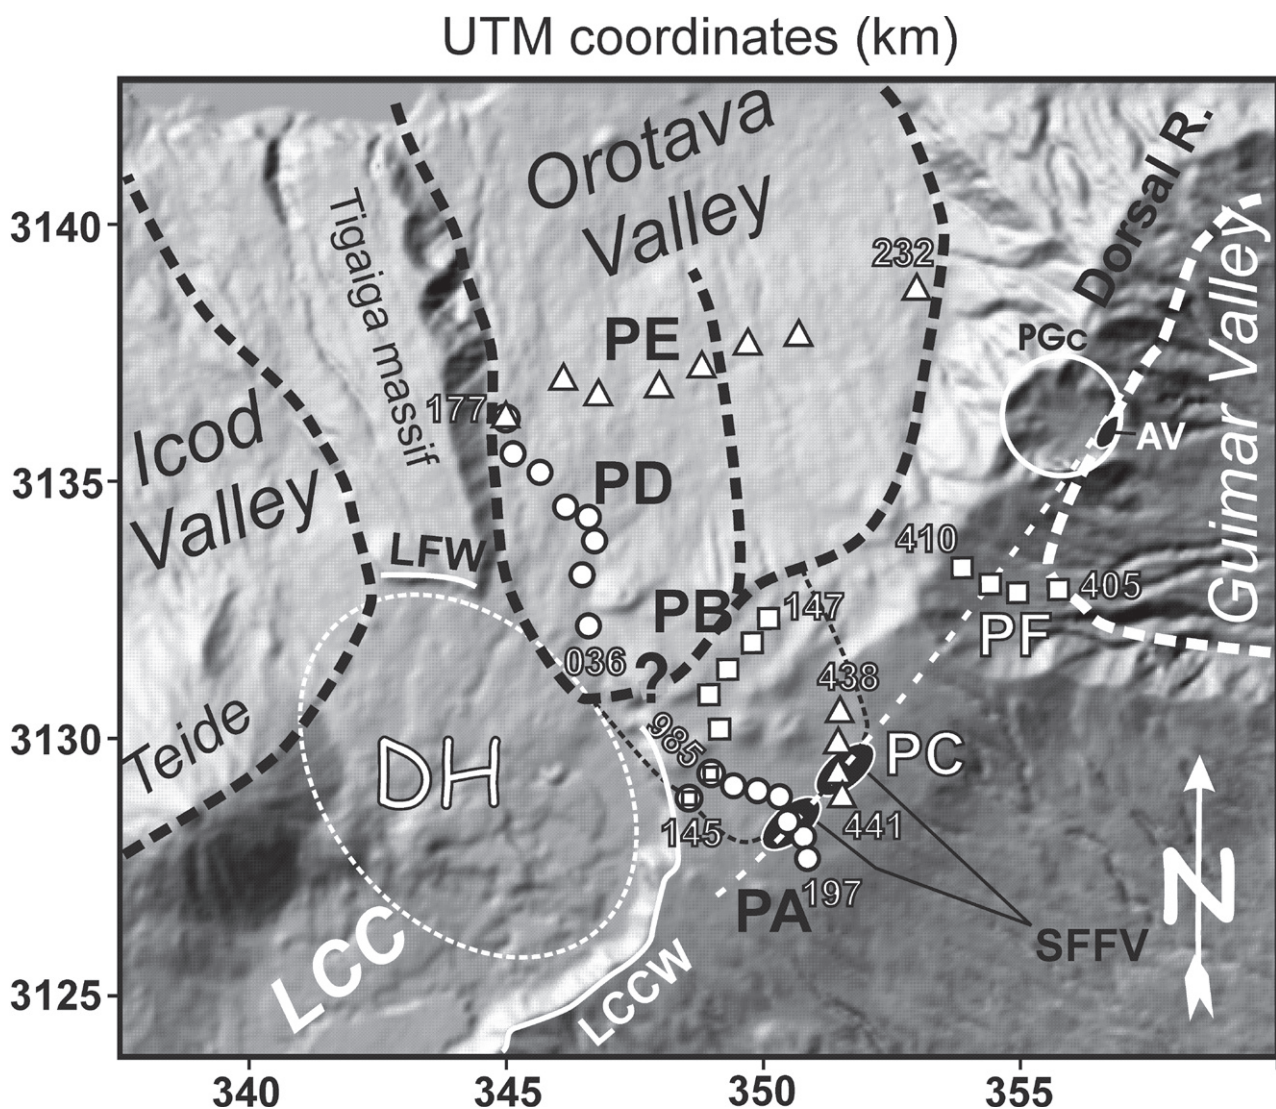 UTM coordinates (km)
Orotava
Valley
Dorsal R.
Tigaiga massif
3140
232
Guimar Valley
PE
PGc
177
AV
Icod
Valley
PD
3135
410
LFW
405
PB
147
PF
036
?
438
Teide
985
3130
DH
PC
145
441
PA
197
N
SFFV
LCC
LCCW
3125
340
345
350
355